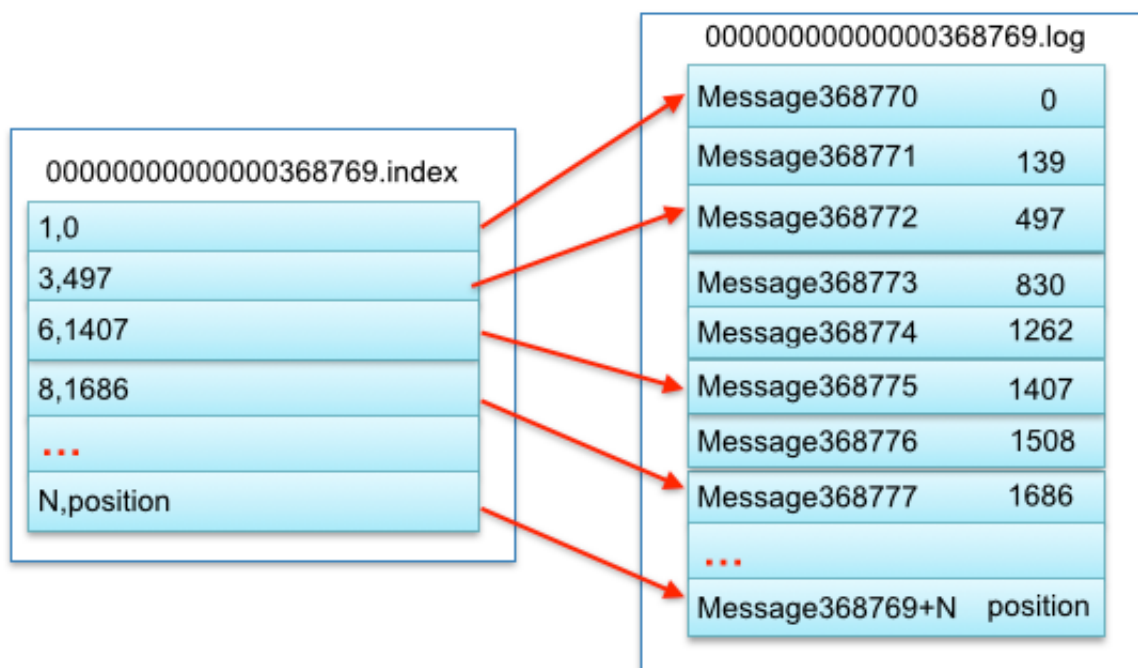 00000000000000368769.index
1,0
3,497
6,1407
8,1686
...
N,position
00000000000000368769.log
Message368770 0
Message368771 139
Message368772 497
Message368773 830
Message368774 1262
Message368775 1407
Message368776 1508
Message368777 1686
...
Message368769+N position